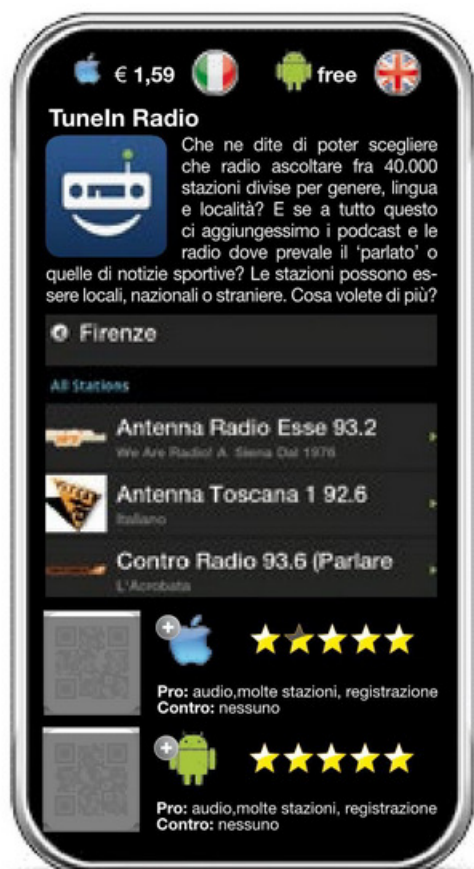 € 1,59 free
TuneIn Radio
Che ne dite di poter scegliere
che radio ascoltare fra 40.000
stazioni divise per genere, lingua
e località? E se a tutto questo
ci aggiungessimo i podcast e le
radio dove prevale il 'parlato' o
quelle di notizie sportive? Le stazioni possono es-
sere locali, nazionali o straniere. Cosa volete di più?
Firenze
All Stations
Antenna Radio Esse 93.2
We Are Radio! A Siena Dal 1976
Antenna Toscana 1 92.6
Italiano
Contro Radio 93.6 (Parlare
L'Acrobata
Pro: audio,molte stazioni, registrazione
Contro: nessuno
Pro: audio,molte stazioni, registrazione
Contro: nessuno